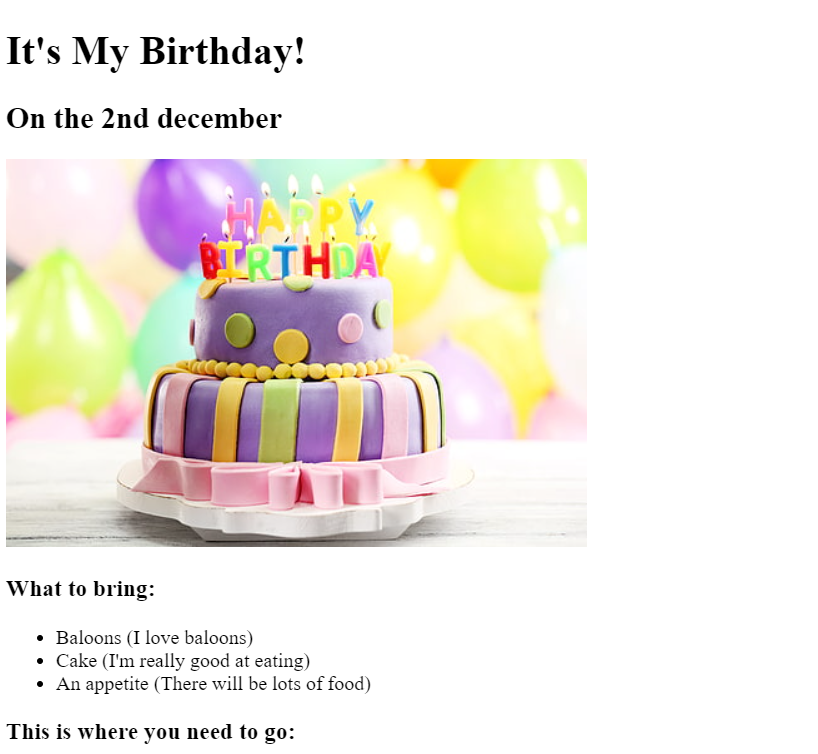 It's My Birthday!
On the 2nd december
HAPPY
BIRTHDAY
What to bring:
Baloons (I love baloons)
Cake (I'm really good at eating)
An appetite (There will be lots of food)
This is where you need to go: